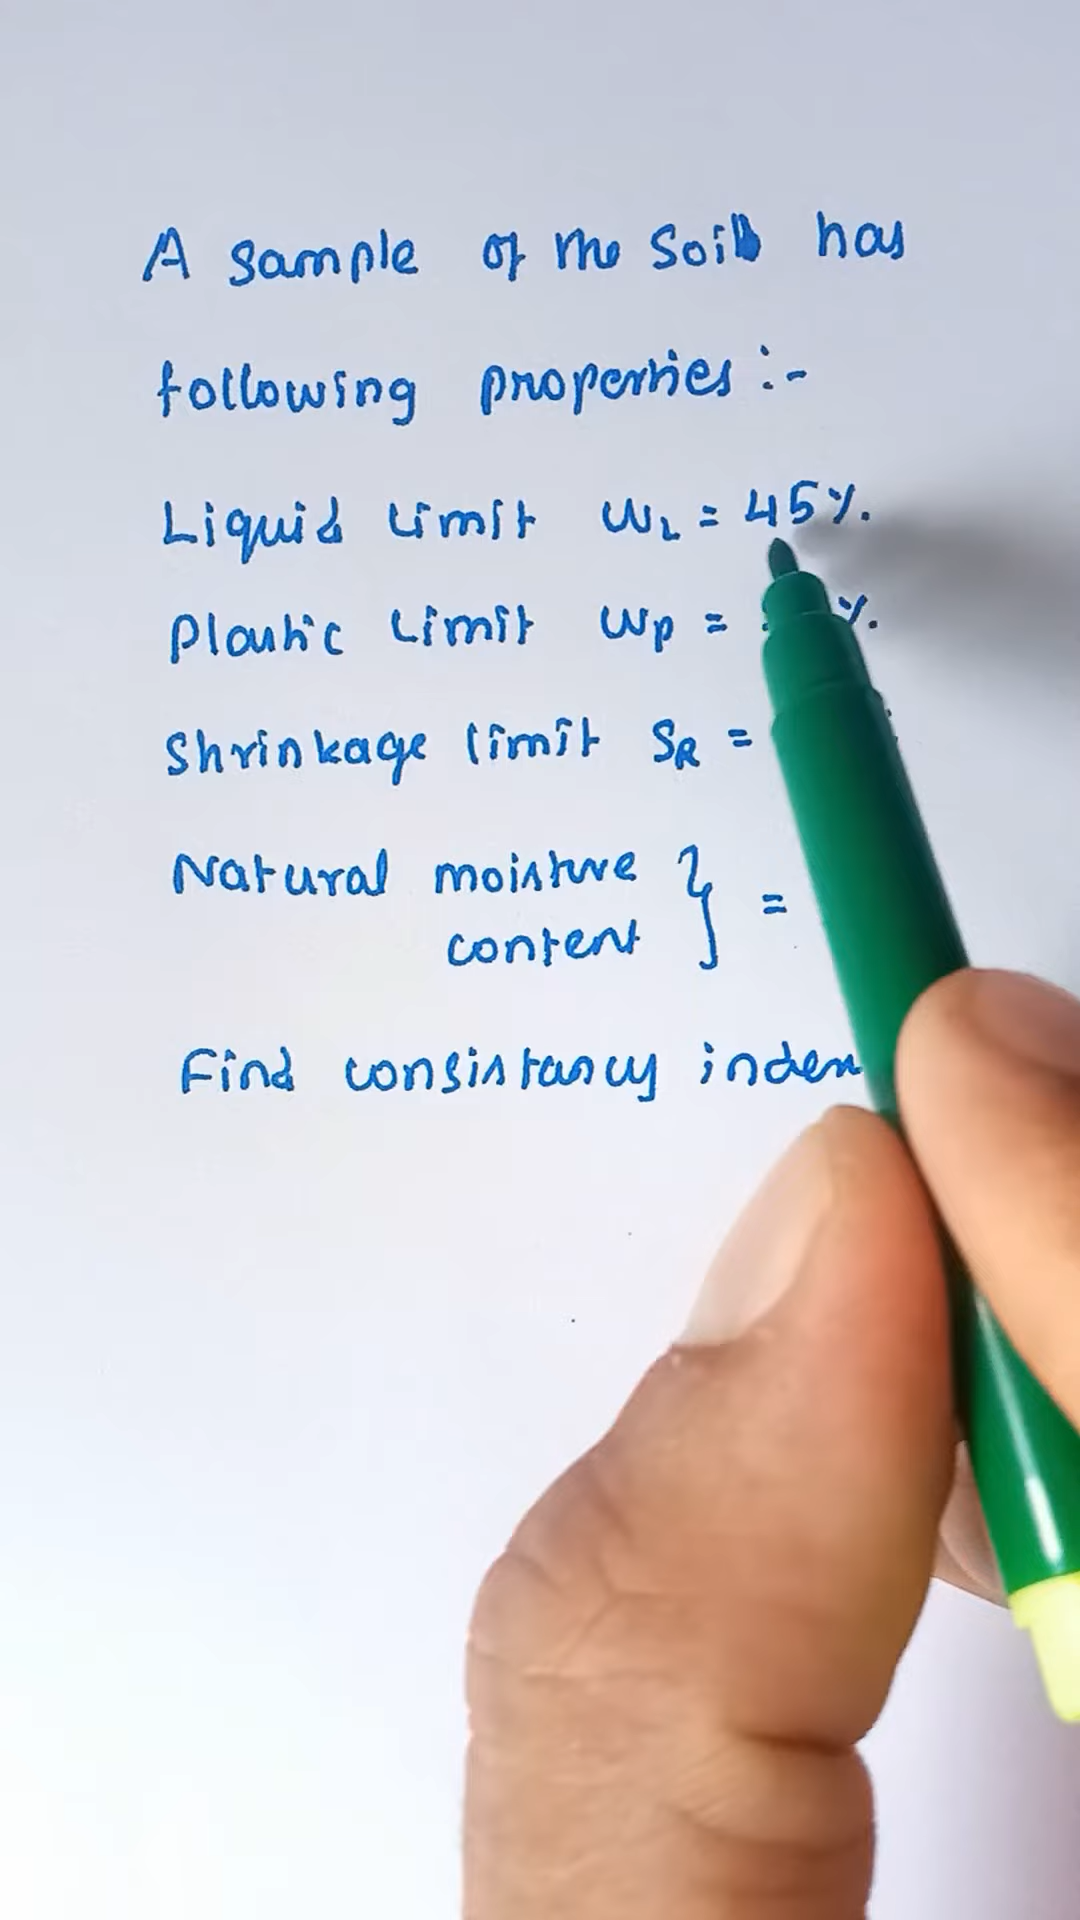 A sample of the soil has
following properties :-
Liquid limit WL = 45%.
Plastic limit Wp = %.
Shrinkage limit SR =
Natural moisture
content } =
Find consistancy index